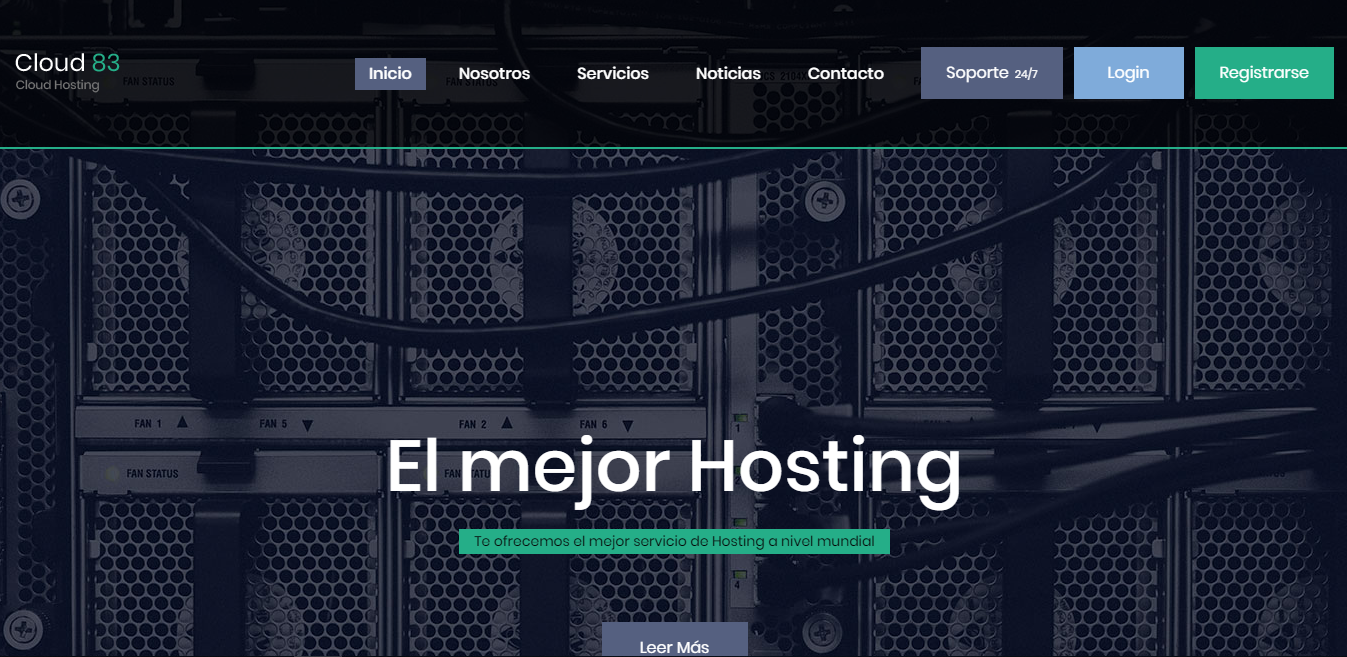 Cloud 83
Cloud Hosting
Inicio
Nosotros
Servicios
Noticias
Contacto
Soporte 24/7
Login
Registrarse
FAN STATUS
FAN 1 ▲
FAN 5 ▼
FAN 2 ▲
FAN 6 ▼
1
El mejor Hosting
FAN STATUS
Te ofrecemos el mejor servicio de Hosting a nivel mundial
4
Leer Más